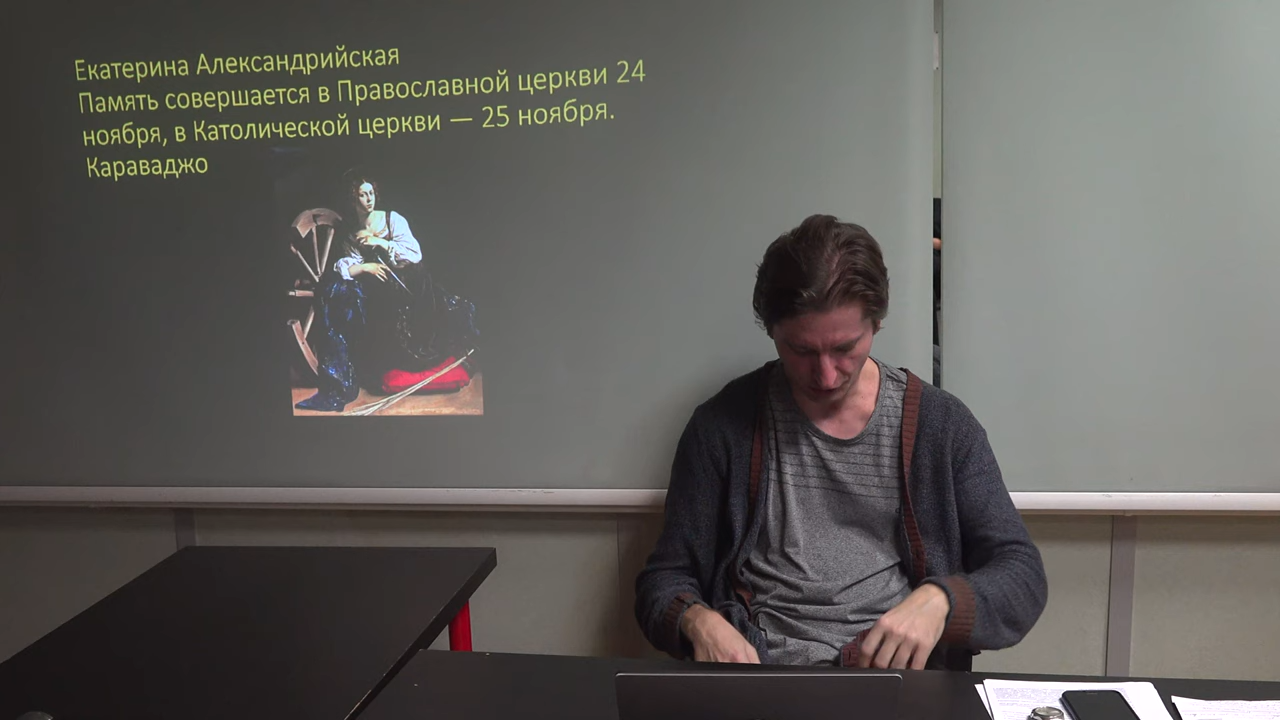 Екатерина Александрийская
Память совершается в Православной церкви 24
ноября, в Католической церкви — 25 ноября.
Караваджо